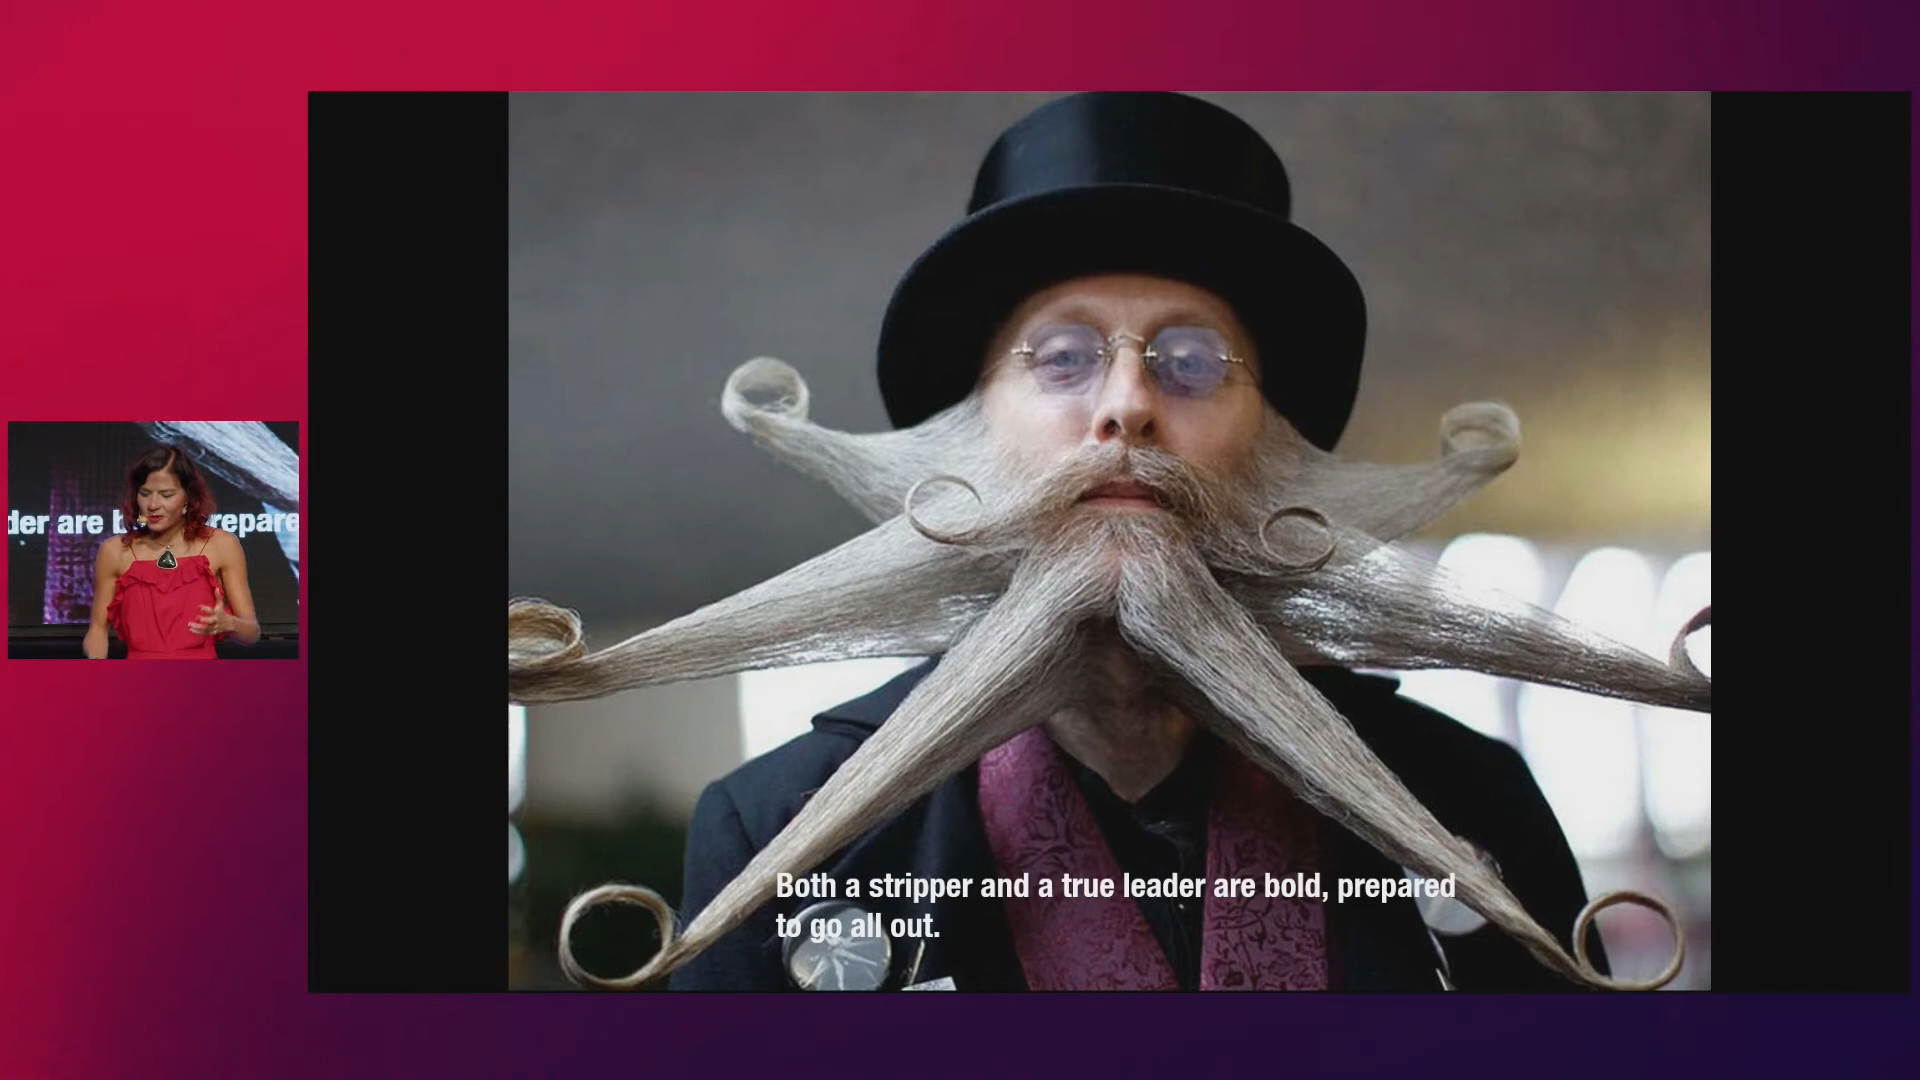 Both a stripper and a true leader are bold, prepared
to go all out.
der are b repare